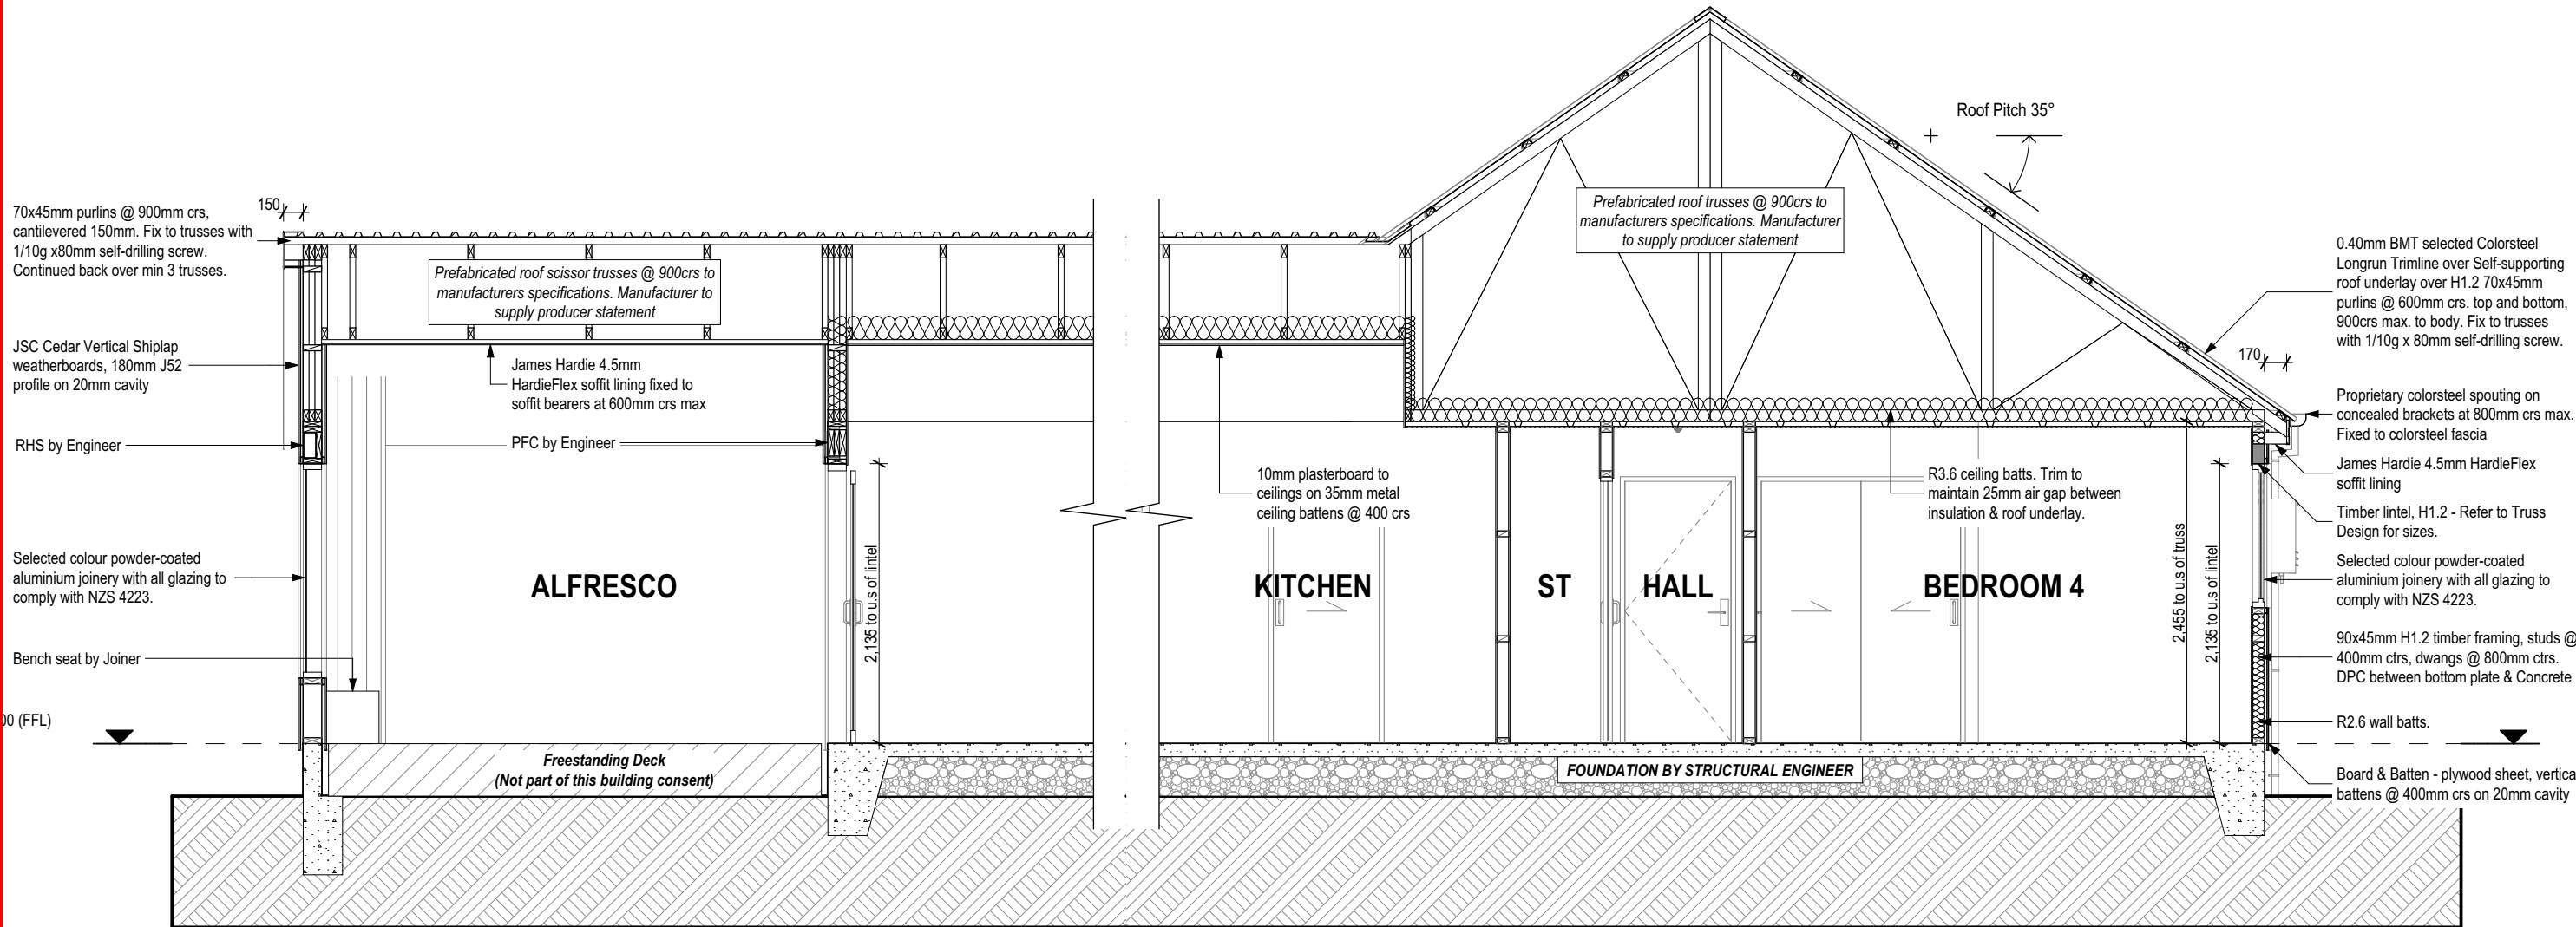 Roof Pitch 35°
70x45mm purlins @ 900mm crs,
cantilevered 150mm. Fix to trusses with
1/10g x80mm self-drilling screw.
Continued back over min 3 trusses.
150
Prefabricated roof scissor trusses @ 900crs to
manufacturers specifications. Manufacturer to
supply producer statement
Prefabricated roof trusses @ 900crs to
manufacturers specifications. Manufacturer
to supply producer statement
0.40mm BMT selected Colorsteel
Longrun Trimline over Self-supporting
roof underlay over H1.2 70x45mm
purlins @ 600mm crs. top and bottom,
900crs max. to body. Fix to trusses
with 1/10g x 80mm self-drilling screw.
170
JSC Cedar Vertical Shiplap
weatherboards, 180mm J52
profile on 20mm cavity
James Hardie 4.5mm
HardieFlex soffit lining fixed to
soffit bearers at 600mm crs max
Proprietary colorsteel spouting on
concealed brackets at 800mm crs max.
Fixed to colorsteel fascia
RHS by Engineer
PFC by Engineer
10mm plasterboard to
ceilings on 35mm metal
ceiling battens @ 400 crs
R3.6 ceiling batts. Trim to
maintain 25mm air gap between
insulation & roof underlay.
James Hardie 4.5mm HardieFlex
soffit lining
Timber lintel, H1.2 - Refer to Truss
Design for sizes.
Selected colour powder-coated
aluminium joinery with all glazing to
comply with NZS 4223.
ALFRESCO
2,135 to u.s of lintel
KITCHEN
ST
HALL
BEDROOM 4
2,455 to u.s of truss
2,135 to u.s of lintel
Selected colour powder-coated
aluminium joinery with all glazing to
comply with NZS 4223.
Bench seat by Joiner
90x45mm H1.2 timber framing, studs @
400mm ctrs, dwangs @ 800mm ctrs.
DPC between bottom plate & Concrete
R2.6 wall batts.
00 (FFL)
Freestanding Deck
(Not part of this building consent)
FOUNDATION BY STRUCTURAL ENGINEER
Board & Batten - plywood sheet, vertica
battens @ 400mm crs on 20mm cavity